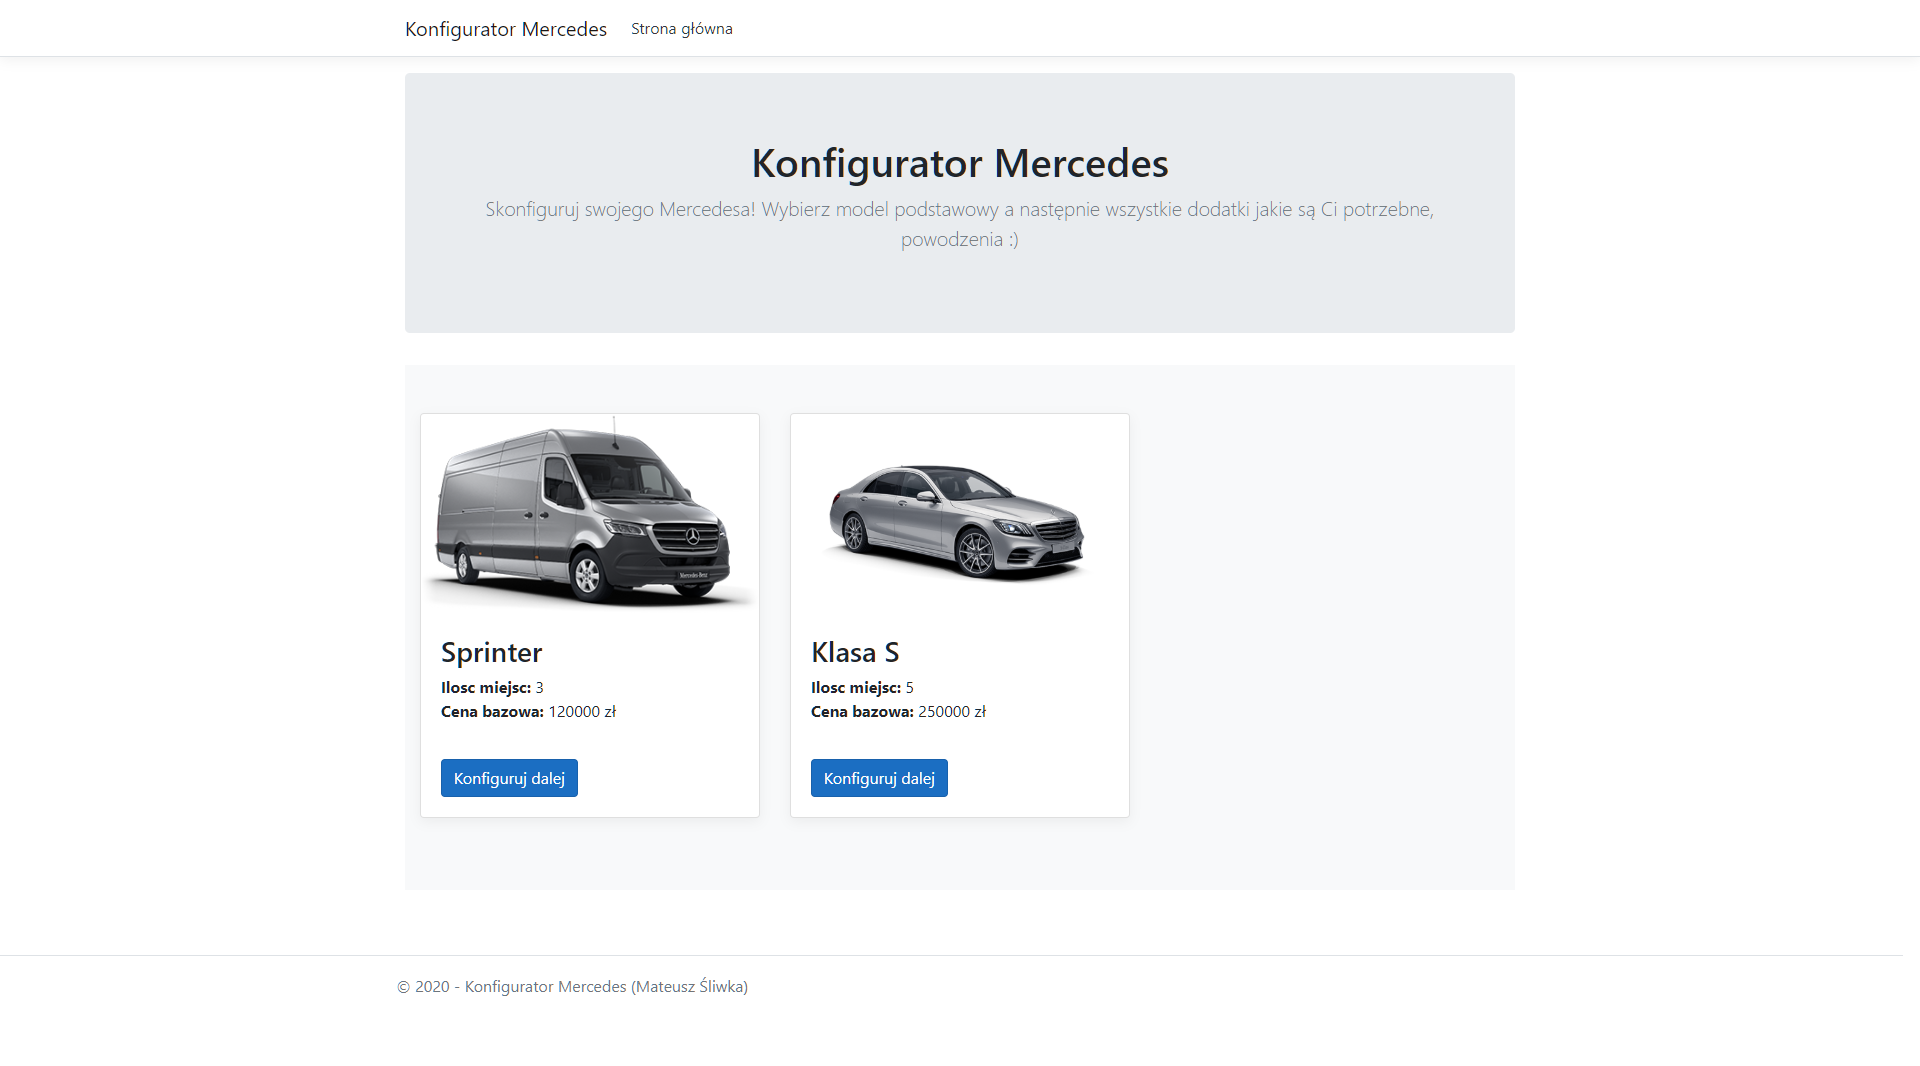 Konfigurator Mercedes Strona główna
Konfigurator Mercedes
Skonfiguruj swojego Mercedesa! Wybierz model podstawowy a następnie wszystkie dodatki jakie są Ci potrzebne,
powodzenia :)
Mercedes-Benz
Sprinter
Ilosc miejsc: 3
Cena bazowa: 120000 zł
Konfiguruj dalej
Klasa S
Ilosc miejsc: 5
Cena bazowa: 250000 zł
Konfiguruj dalej
© 2020 - Konfigurator Mercedes (Mateusz Śliwka)